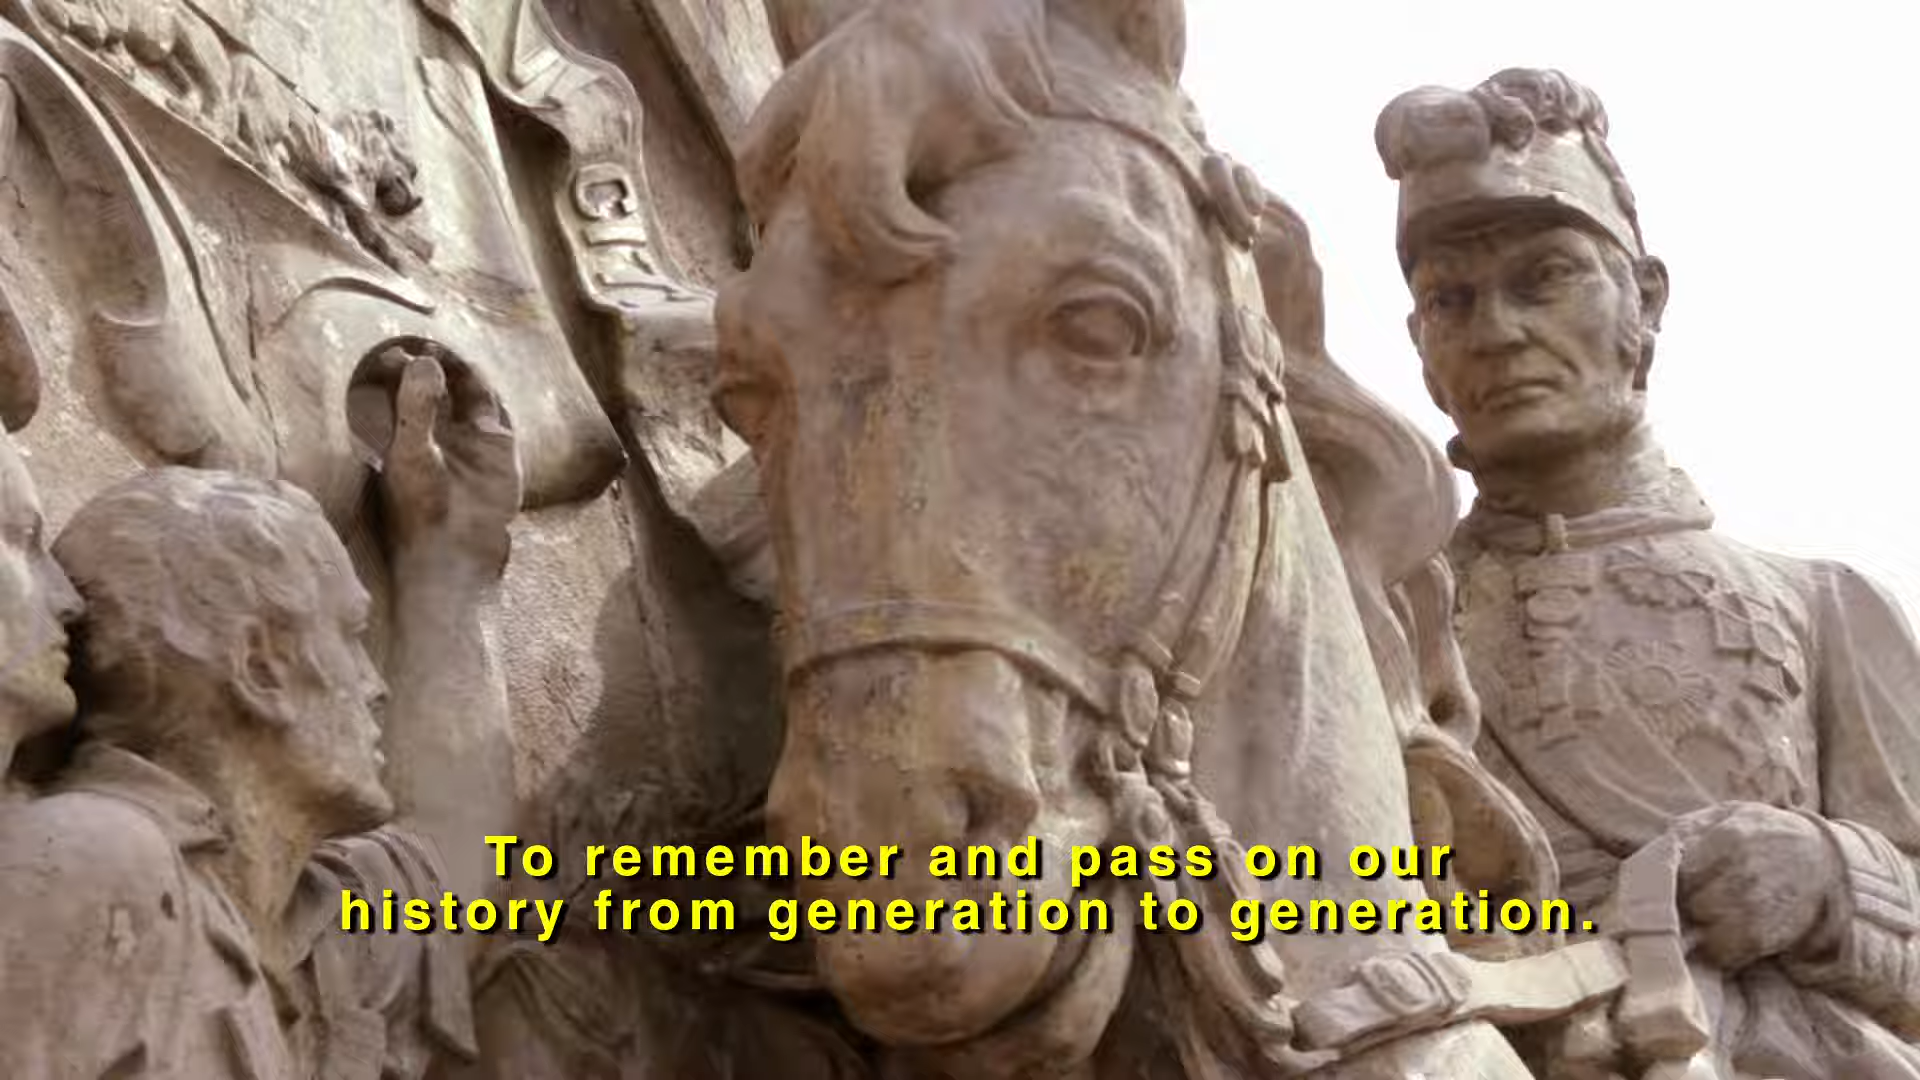 To remember and pass on our
history from generation to generation.